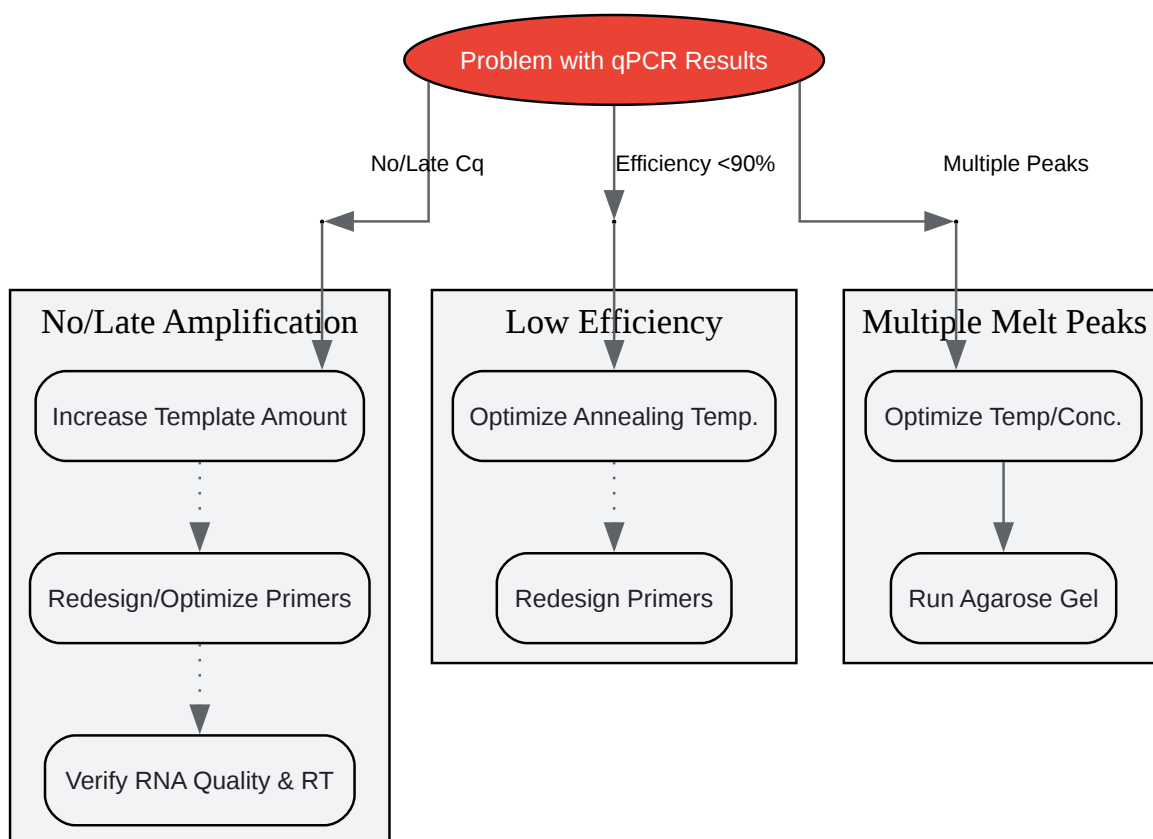 Problem with qPCR Results
No/Late Cq
Efficiency <90%
Multiple Peaks
No/Late Amplification
Low Efficiency
Multiple Melt Peaks
Increase Template Amount
Optimize Annealing Temp.
Optimize Temp/Conc.
Redesign/Optimize Primers
Redesign Primers
Run Agarose Gel
Verify RNA Quality & RT